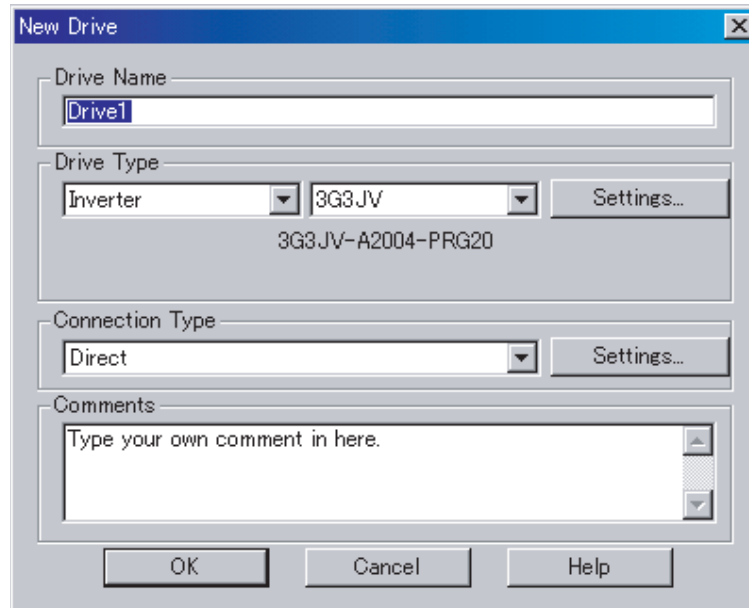 New Drive
Drive Name
Drive1
Drive Type
Inverter 3G3JV Settings...
3G3JV-A2004-PRG20
Connection Type
Direct Settings...
Comments
Type your own comment in here.
OK Cancel Help